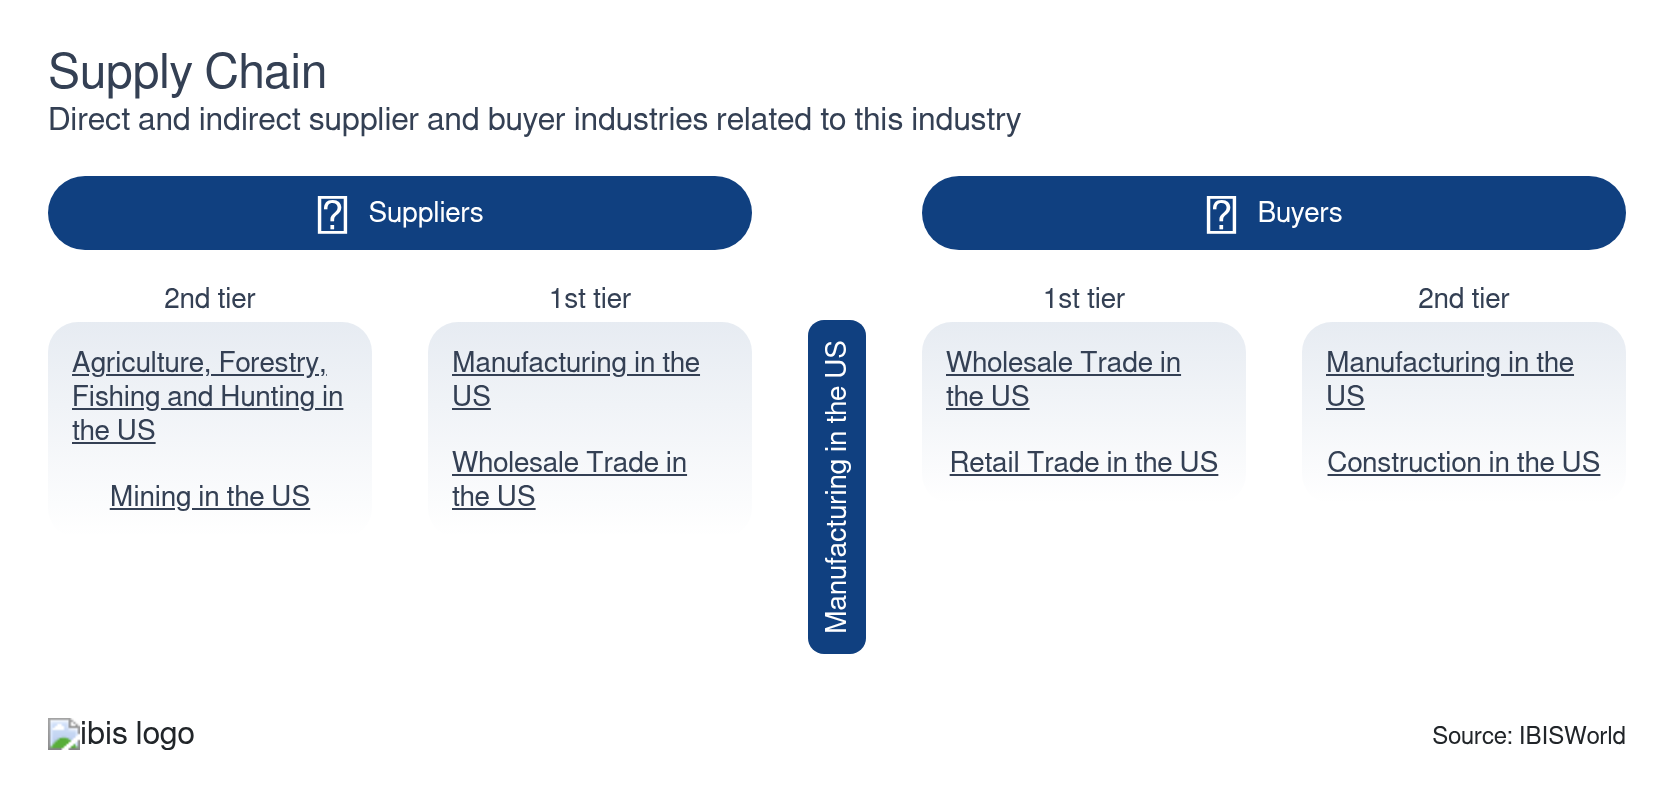 Supply Chain
Direct and indirect supplier and buyer industries related to this industry
Suppliers
Buyers
2nd tier
1st tier
1st tier
2nd tier
Agriculture, Forestry,
Fishing and Hunting in
the US
Mining in the US
Manufacturing in the
US
Wholesale Trade in
the US
Manufacturing in the US
Wholesale Trade in
the US
Retail Trade in the US
Manufacturing in the
US
Construction in the US
ibis logo
Source: IBISWorld